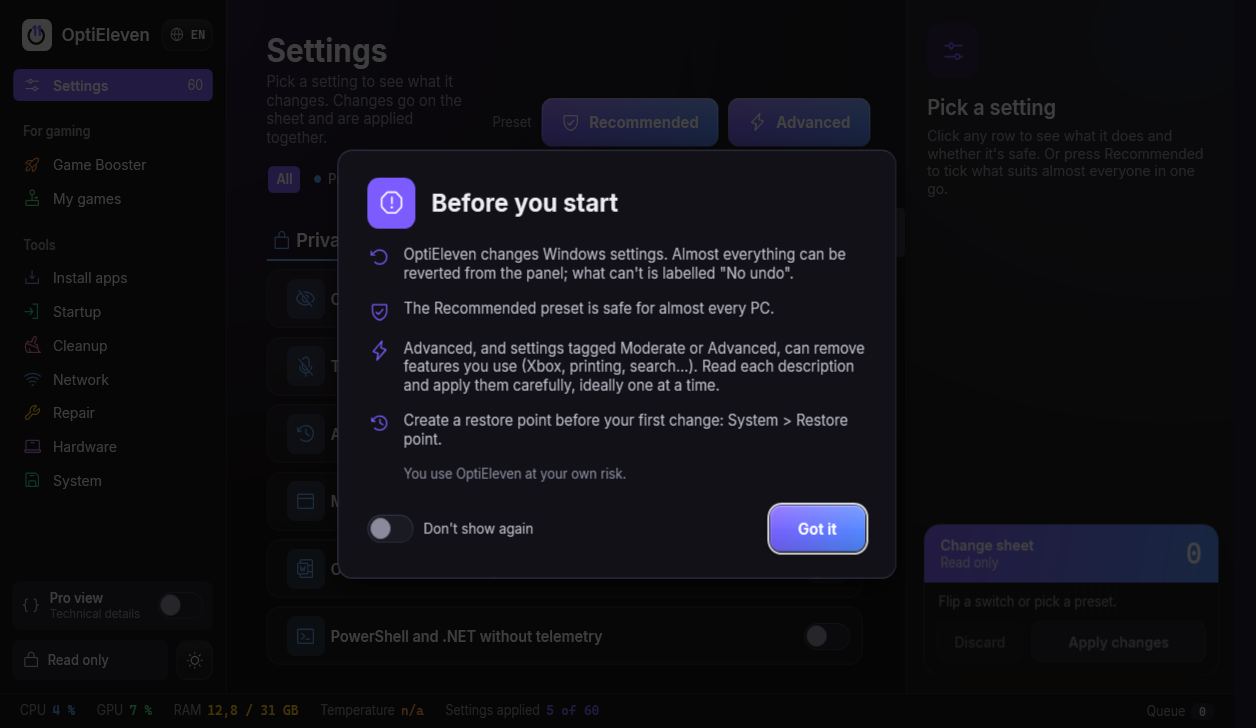 OptiEleven
EN
Settings
60
For gaming
Game Booster
My games
Tools
Install apps
Startup
Cleanup
Network
Repair
Hardware
System
Pro view
Technical details
Read only
Settings
Pick a setting to see what it
changes. Changes go on the
sheet and are applied
together.
Preset
Recommended
Advanced
All
Before you start
OptiEleven changes Windows settings. Almost everything can be
reverted from the panel; what can't is labelled "No undo".
The Recommended preset is safe for almost every PC.
Advanced, and settings tagged Moderate or Advanced, can remove
features you use (Xbox, printing, search...). Read each description
and apply them carefully, ideally one at a time.
Create a restore point before your first change: System > Restore
point.
You use OptiEleven at your own risk.
Don't show again
Got it
PowerShell and .NET without telemetry
Pick a setting
Click any row to see what it does and
whether it's safe. Or press Recommended
to tick what suits almost everyone in one
go.
Change sheet
Read only
0
Flip a switch or pick a preset.
Discard
Apply changes
CPU 4 %
GPU 7 %
RAM 12,8 / 31 GB
Temperature n/a
Settings applied 5 of 60
Queue 0